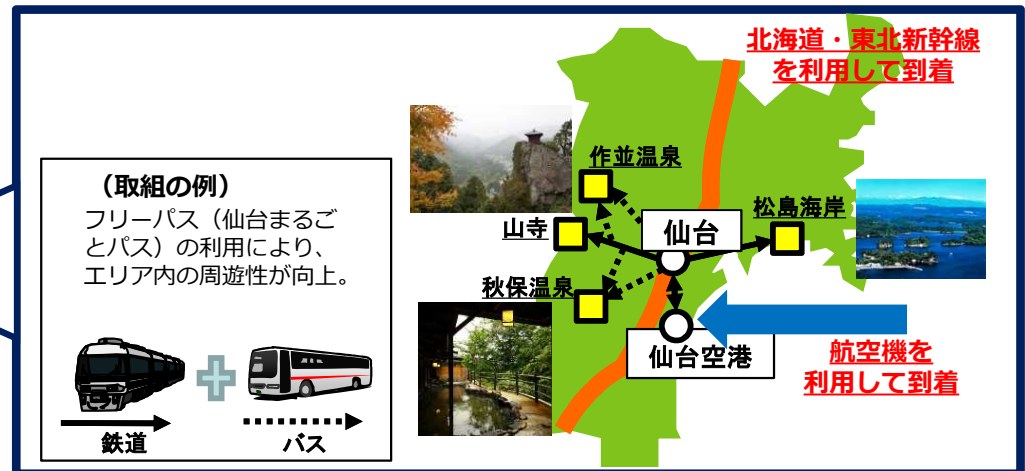 北海道・東北新幹線
を利用して到着
作並温泉
山寺
仙台
松島海岸
秋保温泉
仙台空港
航空機を
利用して到着
（取組の例）
フリーパス（仙台まるご
とパス）の利用により、
エリア内の周遊性が向上。
鉄道
バス